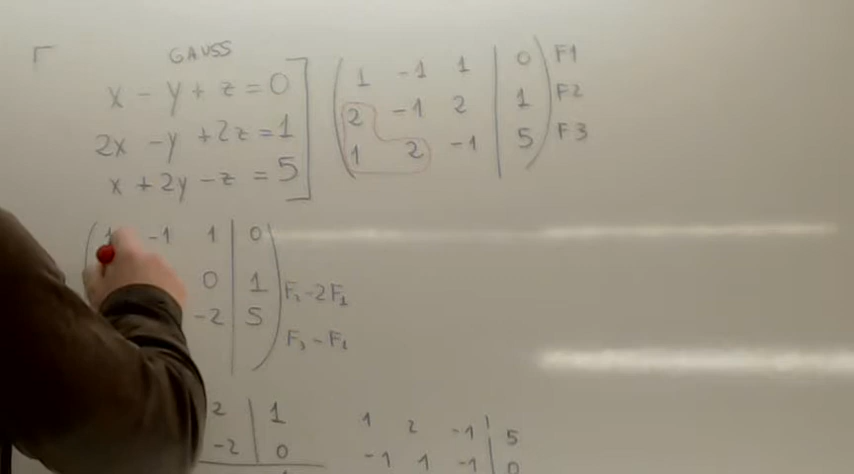 GAUSS
x - y + z = 0
2x - y + 2z = 1
x + 2y - z = 5
1 -1 1 | 0 F1
2 -1 2 | 1 F2
1 2 -1 | 5 F3
1 -1 1 | 0
0 | 1 F₂-2F₁
-2 | 5 F₃-F₁
2 | 1
-2 | 0
1 2 -1 | 5
-1 1 -1 | 0